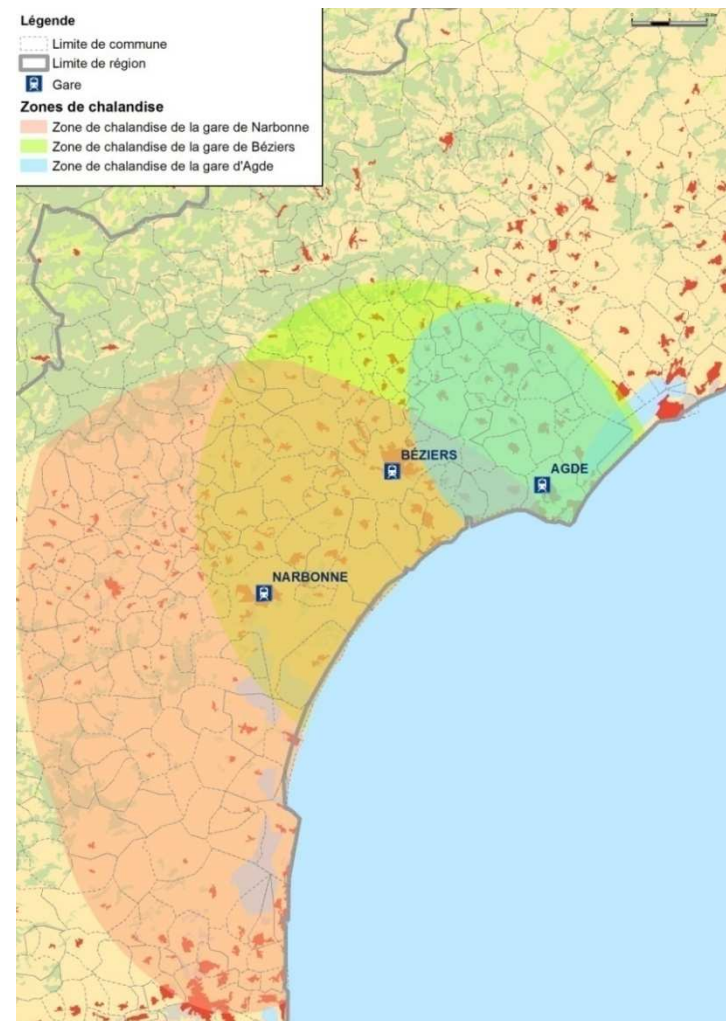 Légende
Limite de commune
Limite de région
Gare
Zones de chalandise
Zone de chalandise de la gare de Narbonne
Zone de chalandise de la gare de Béziers
Zone de chalandise de la gare d'Agde
BÉZIERS
AGDE
NARBONNE